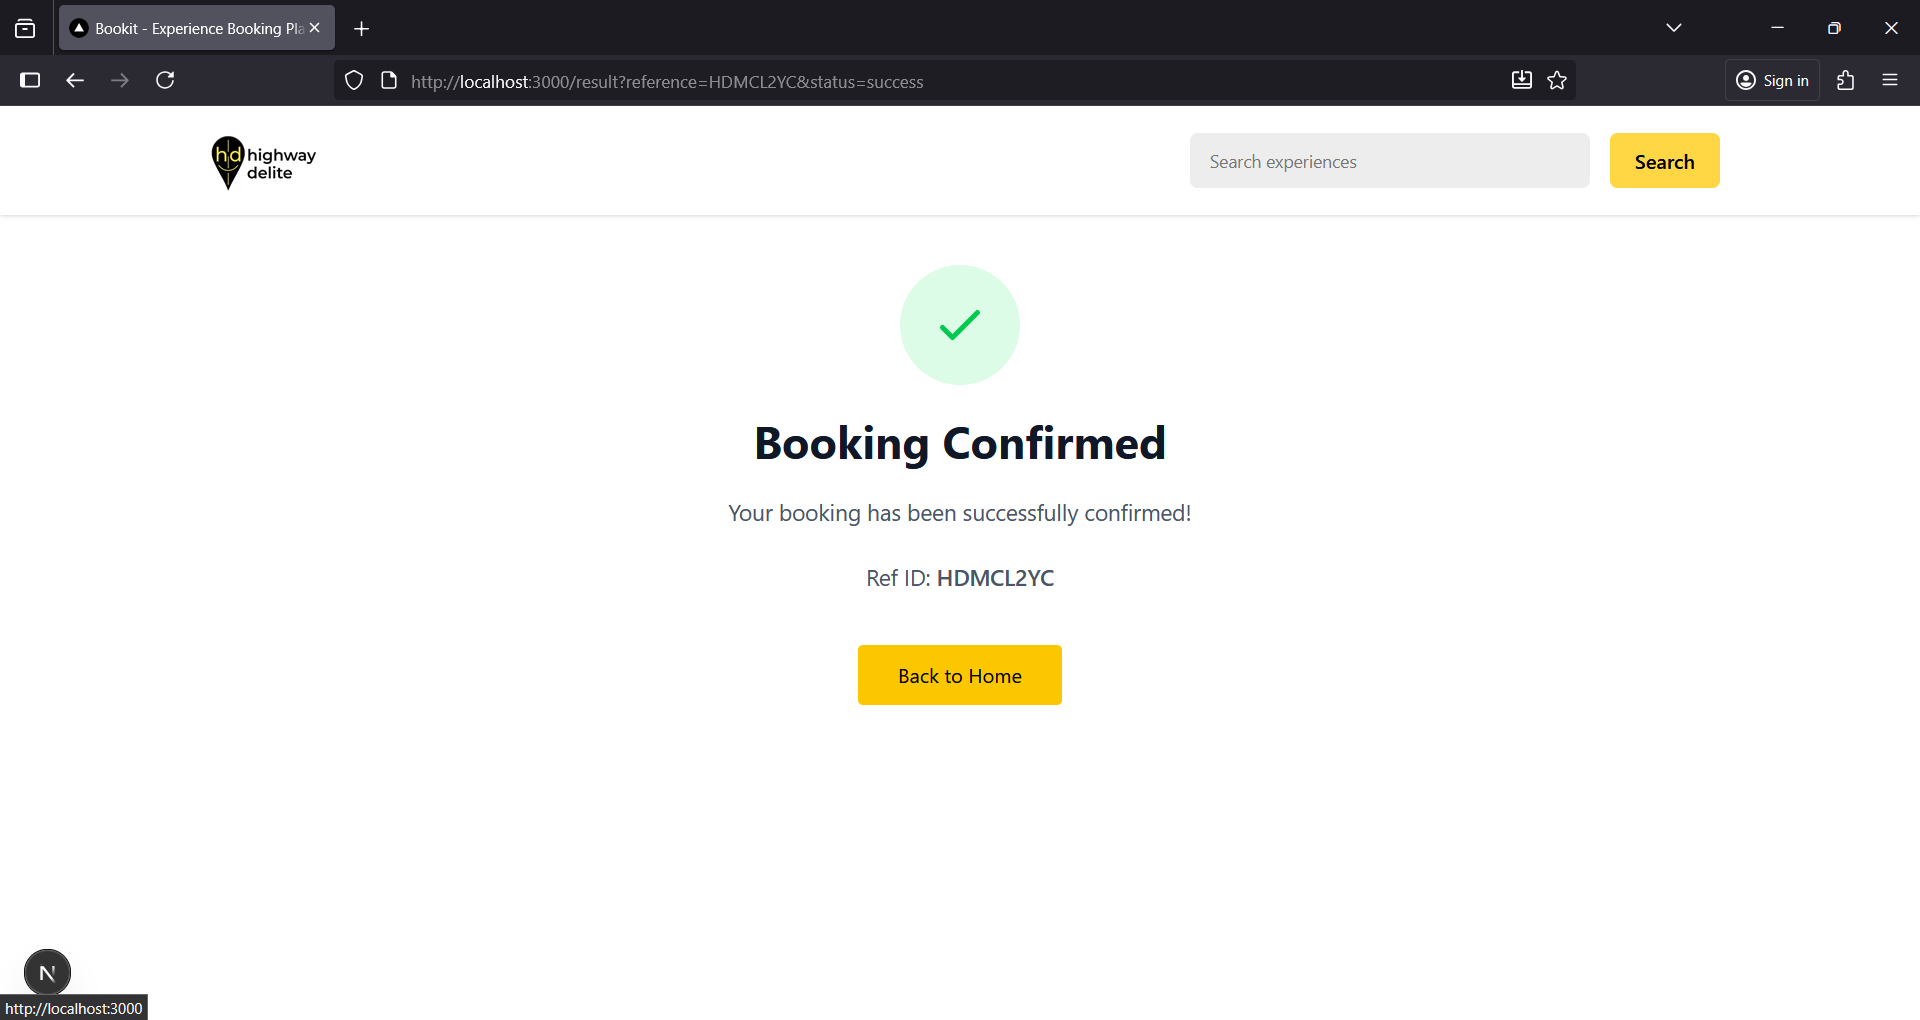 Bookit - Experience Booking Pla
http://localhost:3000/result?reference=HDMCL2YC&status=success
Sign in
hd highway
delite
Search experiences
Search
Booking Confirmed
Your booking has been successfully confirmed!
Ref ID: HDMCL2YC
Back to Home
N
http://localhost:3000